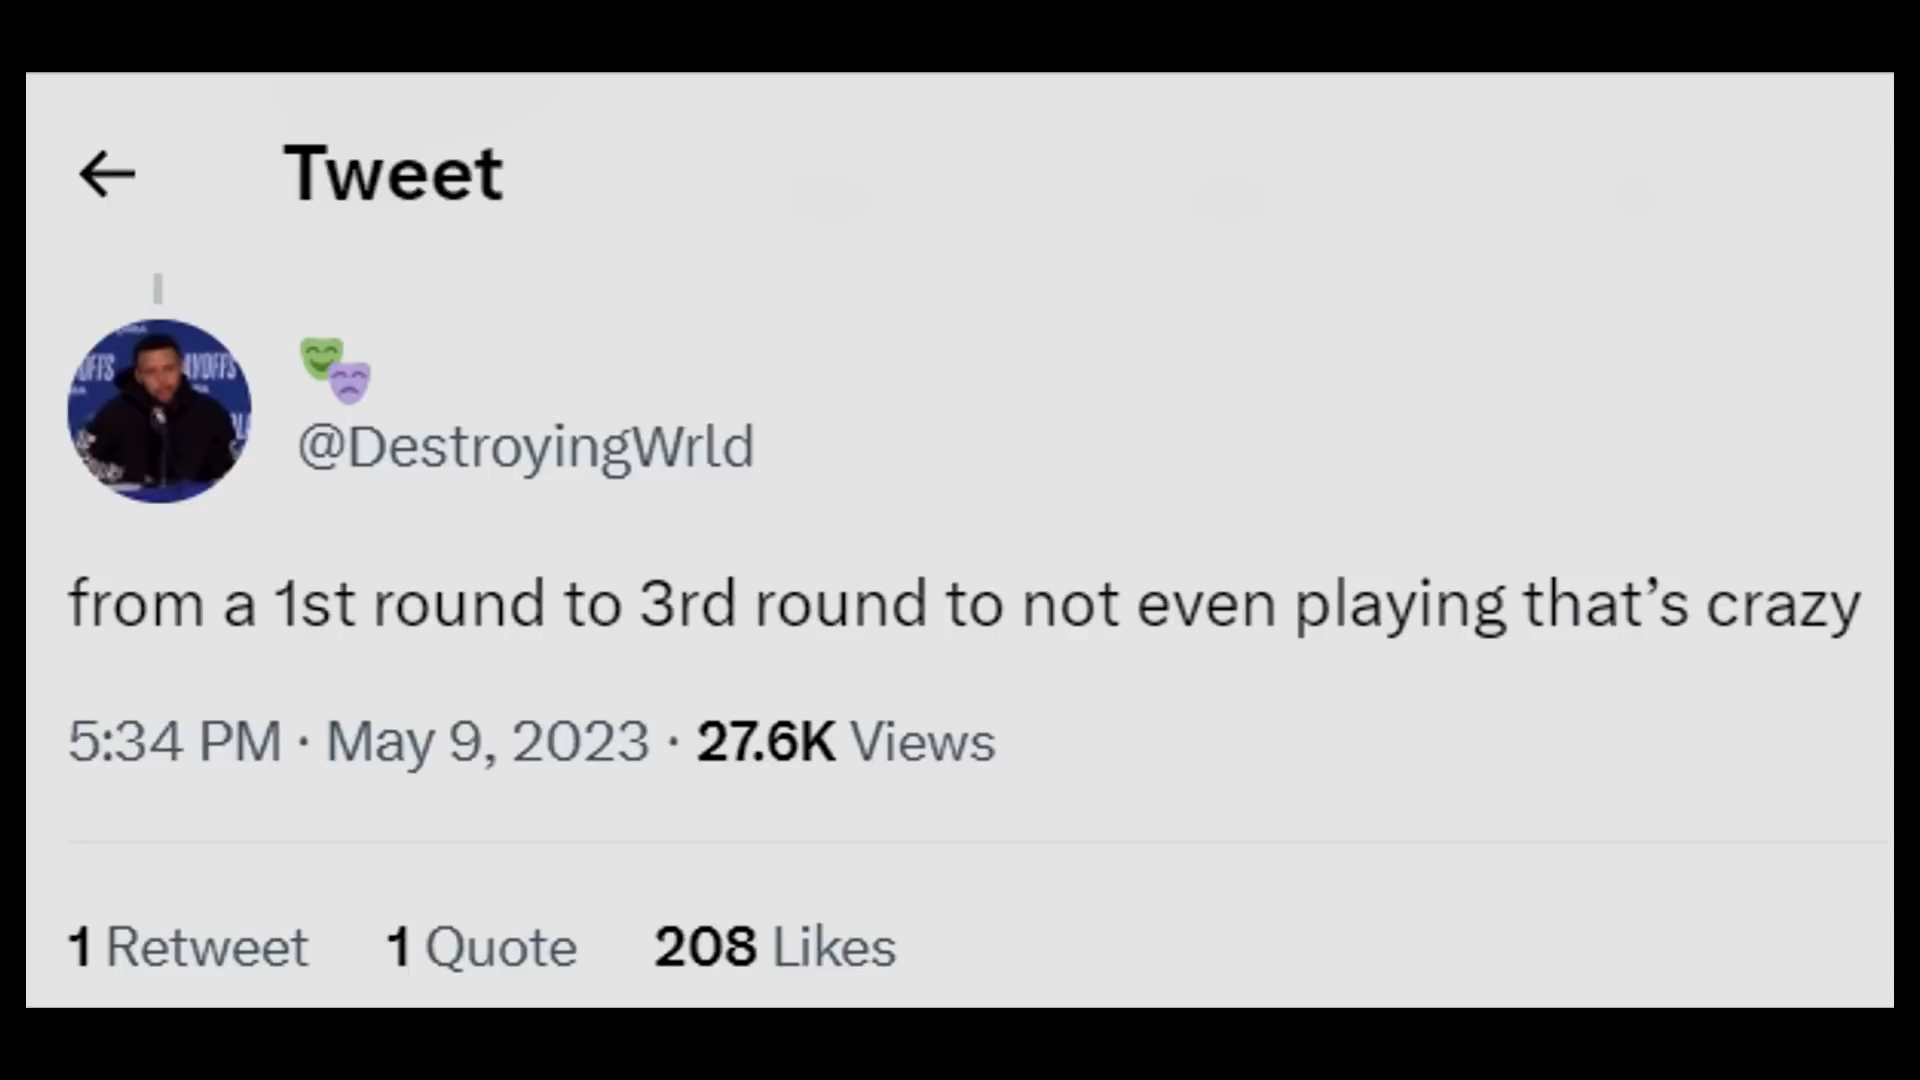 Tweet
@DestroyingWrld
from a 1st round to 3rd round to not even playing that’s crazy
5:34 PM · May 9, 2023 · 27.6K Views
1 Retweet 1 Quote 208 Likes